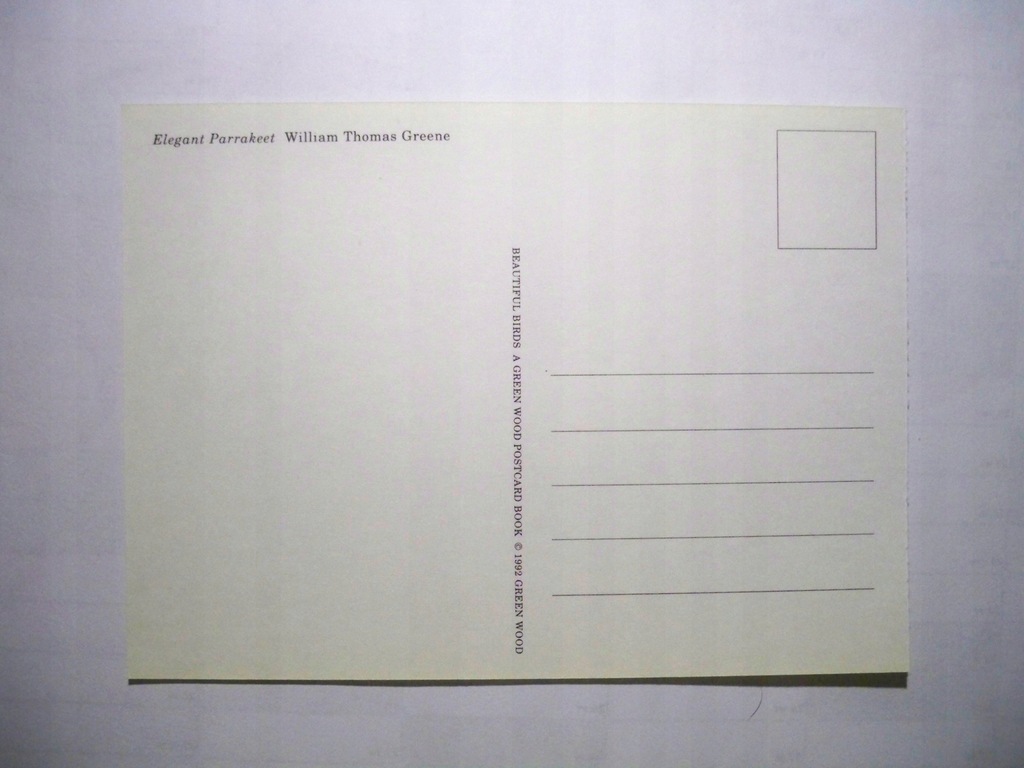 Elegant Parrakeet William Thomas Greene
BEAUTIFUL BIRDS A GREEN WOOD POSTCARD BOOK © 1992 GREEN WOOD